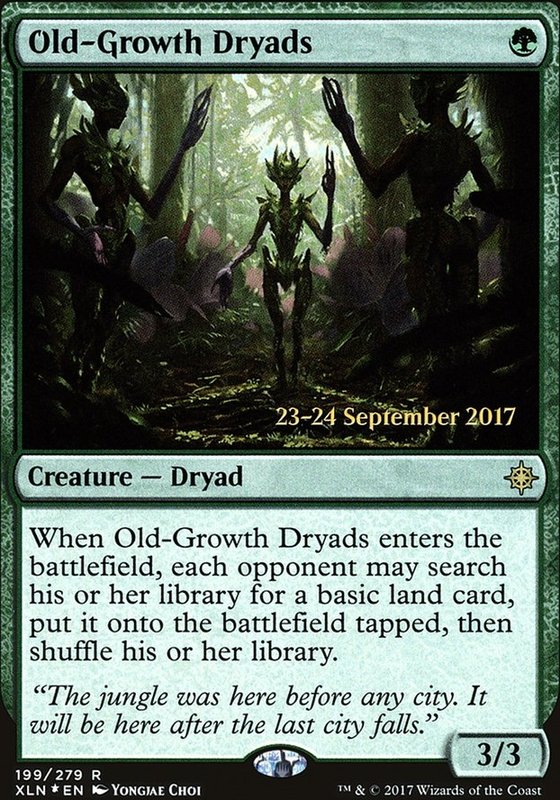 Old-Growth Dryads
23–24 September 2017
Creature — Dryad
When Old-Growth Dryads enters the
battlefield, each opponent may search
his or her library for a basic land card,
put it onto the battlefield tapped, then
shuffle his or her library.
“The jungle was here before any city. It
will be here after the last city falls.”
3/3
199/279 R
XLN★EN Yongjae Choi
™ & © 2017 Wizards of the Coast